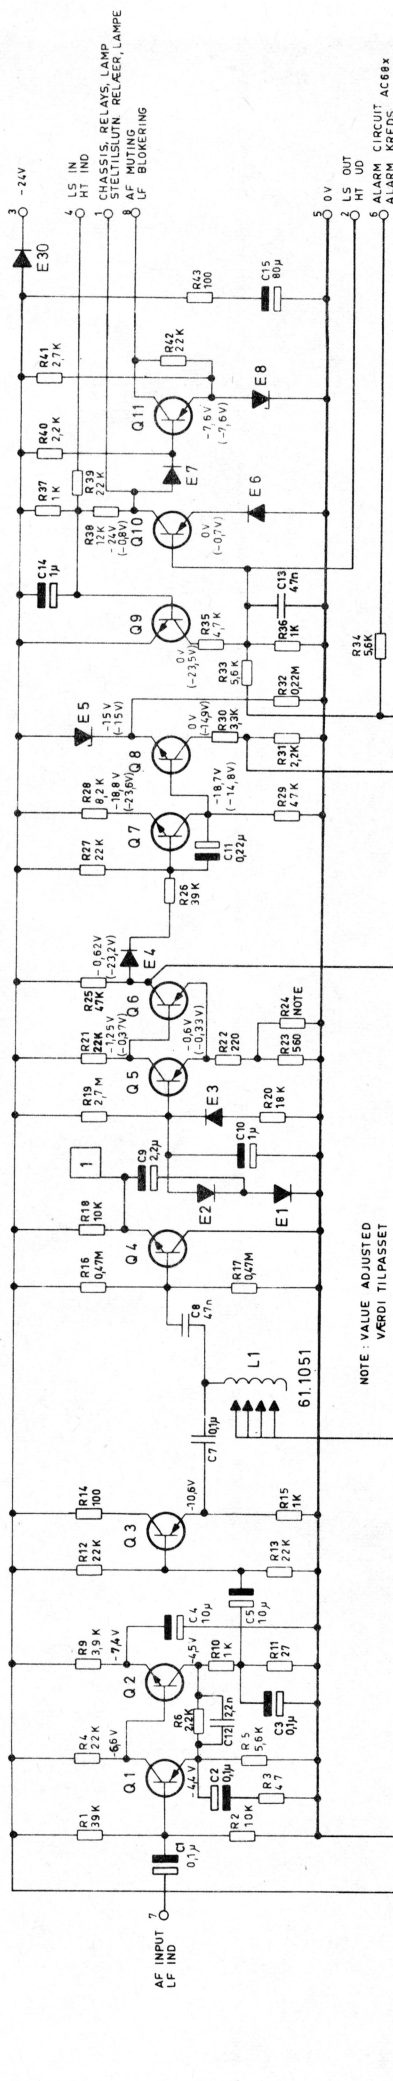 AF INPUT
LF IND
7
C1
0,1µ
R1
39K
R2
10K
Q1
R4
22K
-6,6V
-4,4V
C2
0,1µ
R3
47
R5
5,6K
R6
2,2K
C12
2,2n
Q2
R9
3,9K
-7,4V
C4
10µ
-4,5V
R10
1K
C3
0,1µ
R11
27
C5
10µ
R12
22K
R13
22K
Q3
R14
100
-10,6V
R15
1K
C7
0,1µ
L1
61.1051
C8
47n
R16
0,47M
R17
0,47M
Q4
R18
10K
1
C9
2,2µ
E2
E1
R19
2,7M
C10
1µ
E3
R20
18K
Q5
R21
22K
-1,25V
(-0,37V)
-0,6V
(-0,33V)
R22
220
R23
560
R24
NOTE
Q6
R25
47K
-0,62V
(-23,2V)
E4
R26
39K
R27
22K
Q7
R28
8,2K
-18,8V
(-23,6V)
C11
0,22µ
-18,7V
(-14,8V)
R29
47K
Q8
E5
-15V
(-15V)
0V
(-14,9V)
R30
3,3K
R31
2,2K
R32
0,22M
R33
5,6K
0V
(-23,5V)
Q9
C14
1µ
R35
4,7K
R36
1K
C13
47n
R37
1K
R38
12K
-24V
(-0,8V)
R39
22K
Q10
0V
(-0,7V)
E6
E7
R40
2,2K
R41
2,7K
Q11
R42
22K
-7,6V
(-7,6V)
E8
R43
100
C15
80µ
E30
3
-24V
4
LS IN
HT IND
1
CHASSIS, RELAYS, LAMP
STELTILSLUTN. RELÆER, LAMPE
8
AF MUTING
LF BLOKERING
5
0V
2
LS OUT
HT UD
R34
5,6K
6
ALARM CIRCUIT AC68x
ALARM KREDS
NOTE : VALUE ADJUSTED
VÆRDI TILPASSET